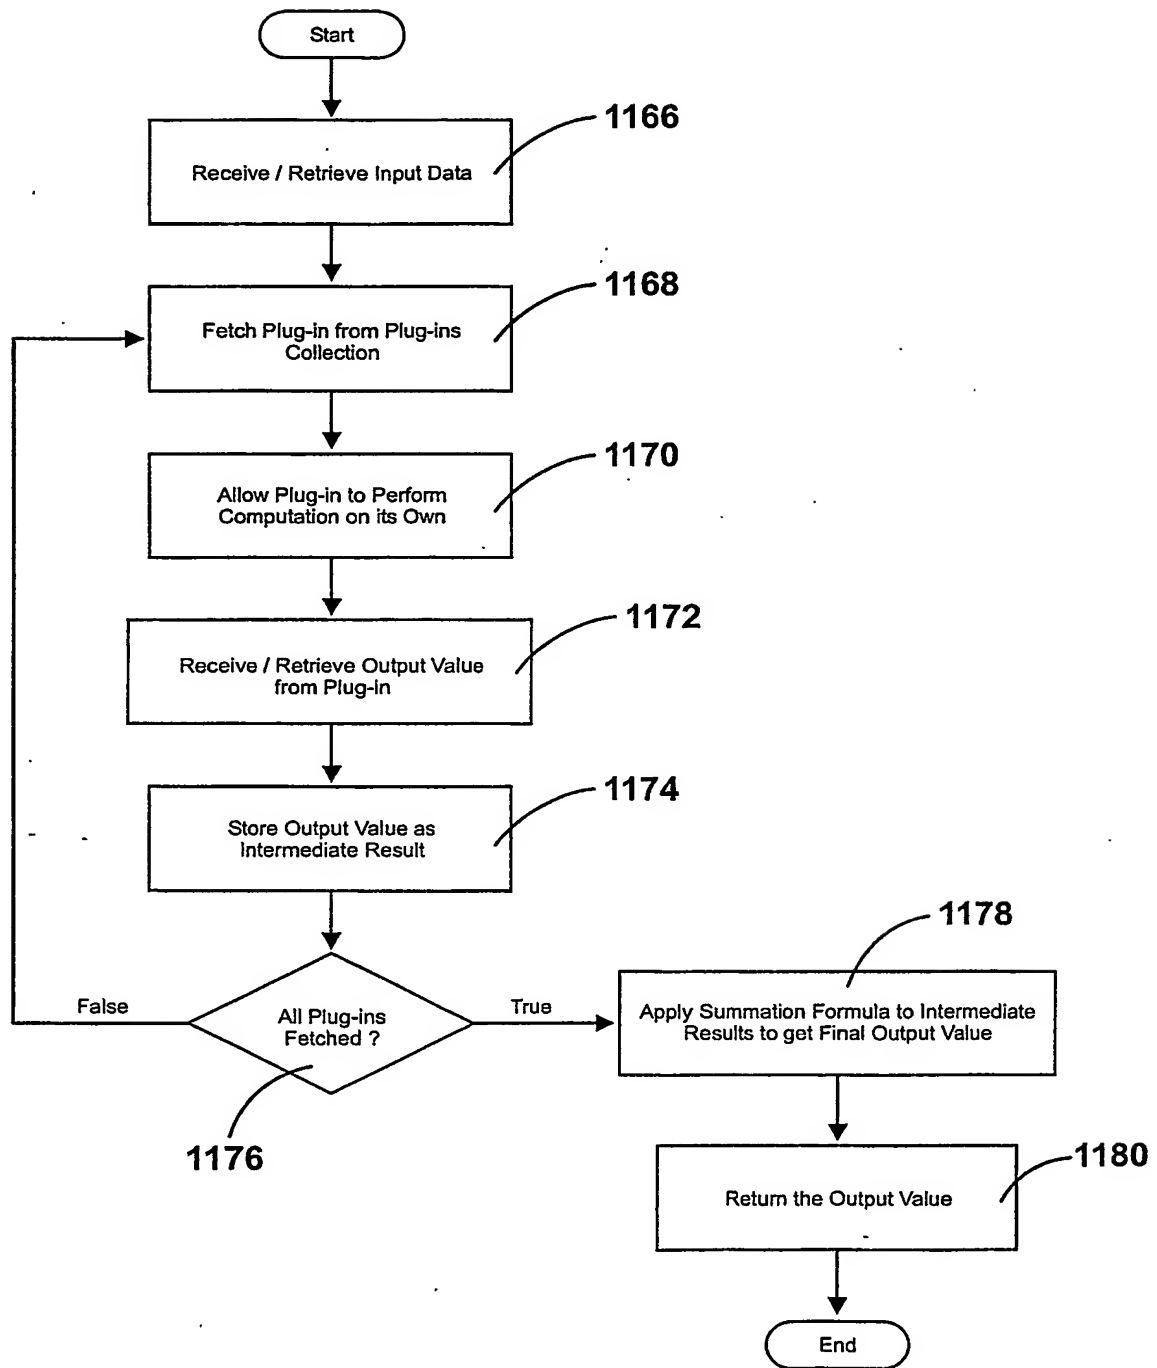 Start
1166
Receive / Retrieve Input Data
1168
Fetch Plug-in from Plug-ins
Collection
1170
Allow Plug-in to Perform
Computation on its Own
1172
Receive / Retrieve Output Value
from Plug-in
1174
Store Output Value as
Intermediate Result
1178
False
All Plug-ins
Fetched ?
True
Apply Summation Formula to Intermediate
Results to get Final Output Value
1176
1180
Return the Output Value
End